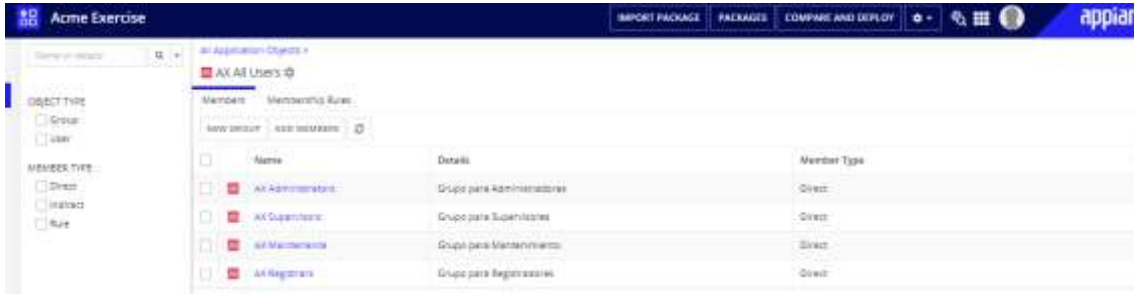 Acme Exercise
IMPORT PACKAGE
PACKAGES
COMPARE AND DEPLOY
appian
Name or details
All Application Objects >
AX All Users
OBJECT TYPE
Group
User
MEMBER TYPE
Direct
Indirect
Rule
Members
Membership Rules
NEW GROUP
ADD MEMBERS
Name
Details
Member Type
AX Administrators
Grupo para Administradores
Direct
AX Supervisors
Grupo para Supervisores
Direct
AX Maintenance
Grupo para Mantenimiento
Direct
AX Registrars
Grupo para Registradores
Direct